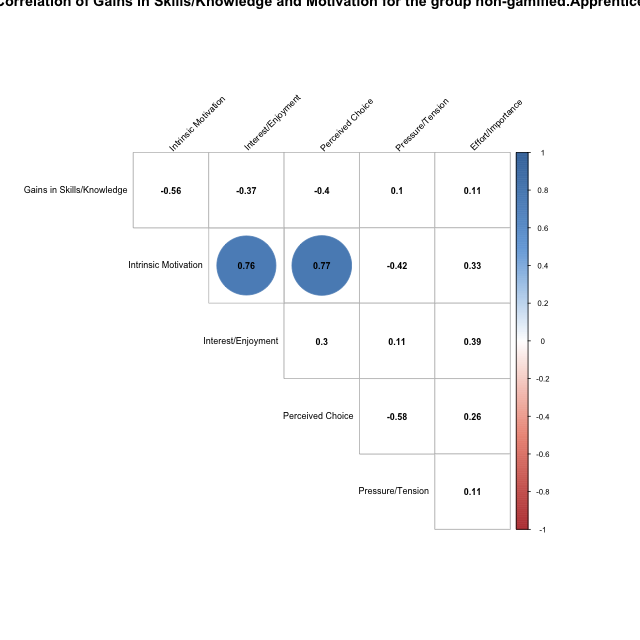 Correlation of Gains in Skills/Knowledge and Motivation for the group non-gamified.Apprentice
Intrinsic Motivation
Interest/Enjoyment
Perceived Choice
Pressure/Tension
Effort/Importance
Gains in Skills/Knowledge -0.56 -0.37 -0.4 0.1 0.11
Intrinsic Motivation 0.76 0.77 -0.42 0.33
Interest/Enjoyment 0.3 0.11 0.39
Perceived Choice -0.58 0.26
Pressure/Tension 0.11
1
0.8
0.6
0.4
0.2
0
-0.2
-0.4
-0.6
-0.8
-1